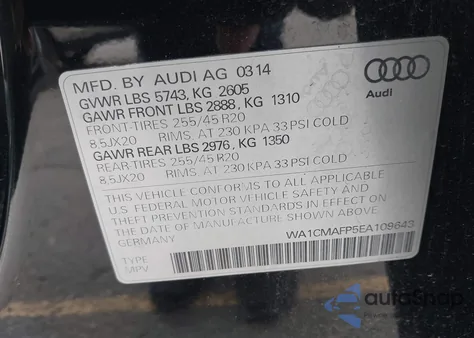 MFD. BY AUDI AG 03 14
GVWR LBS 5743, KG 2605
GAWR FRONT LBS 2888, KG 1310
FRONT-TIRES 255/45 R20
8.5JX20 RIMS, AT 230 KPA 33 PSI COLD
GAWR REAR LBS 2976, KG 1350
REAR-TIRES 255/45 R20
8.5JX20 RIMS, AT 230 KPA 33 PSI COLD
THIS VEHICLE CONFORMS TO ALL APPLICABLE
U.S. FEDERAL MOTOR VEHICLE SAFETY AND
THEFT PREVENTION STANDARDS IN EFFECT ON
THE DATE OF MANUFACTURE SHOWN ABOVE.
GERMANY
WA1CMAFP5EA109643
TYPE
MPV
Audi
autoSnap